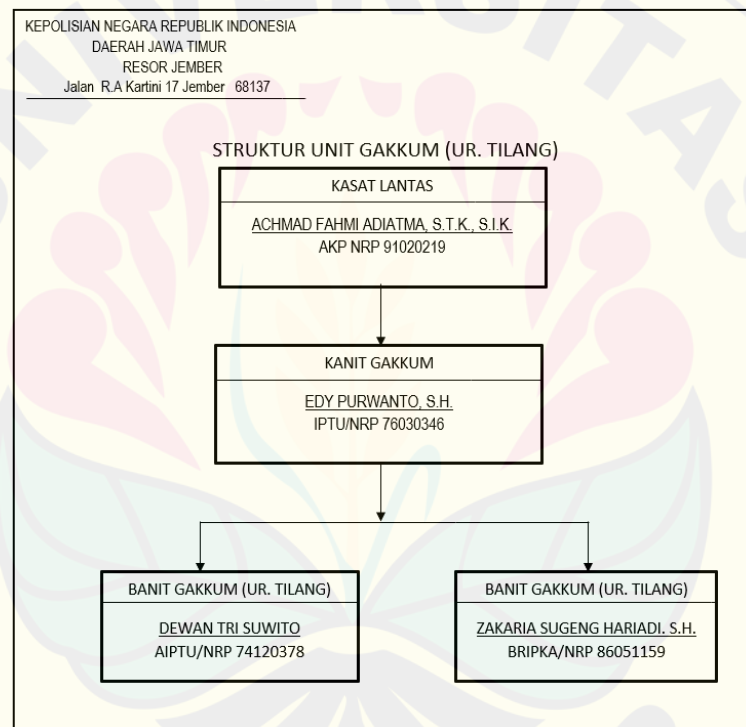 KEPOLISIAN NEGARA REPUBLIK INDONESIA
DAERAH JAWA TIMUR
RESOR JEMBER
Jalan R.A Kartini 17 Jember 68137
STRUKTUR UNIT GAKKUM (UR. TILANG)
KASAT LANTAS
ACHMAD FAHMI ADIATMA, S.T.K., S.I.K.
AKP NRP 91020219
KANIT GAKKUM
EDY PURWANTO, S.H.
IPTU/NRP 76030346
BANIT GAKKUM (UR. TILANG)
DEWAN TRI SUWITO
AIPTU/NRP 74120378
BANIT GAKKUM (UR. TILANG)
ZAKARIA SUGENG HARIADI. S.H.
BRIPKA/NRP 86051159
UNIVERSITAS